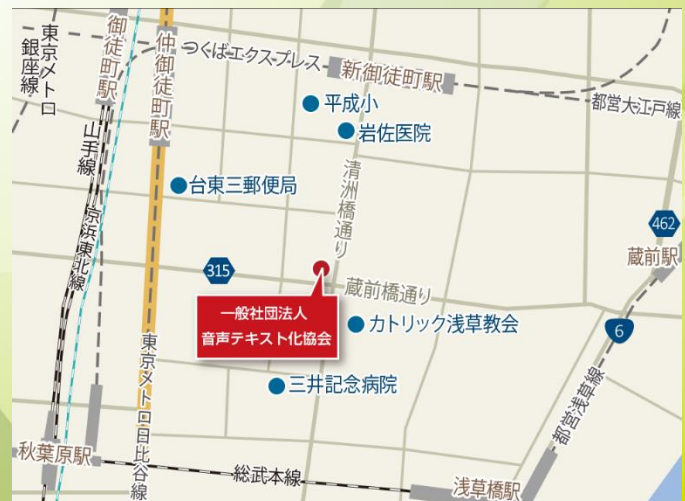 東京メトロ
銀座線
御徒町駅
仲御徒町駅
つくばエクスプレス
新御徒町駅
都営大江戸線
平成小
岩佐医院
山手線
京浜東北線
台東三郵便局
清洲橋通り
462
蔵前駅
315
蔵前橋通り
一般社団法人
音声テキスト化協会
カトリック浅草教会
6
三井記念病院
東京メトロ日比谷線
都営浅草線
秋葉原駅
総武本線
浅草橋駅